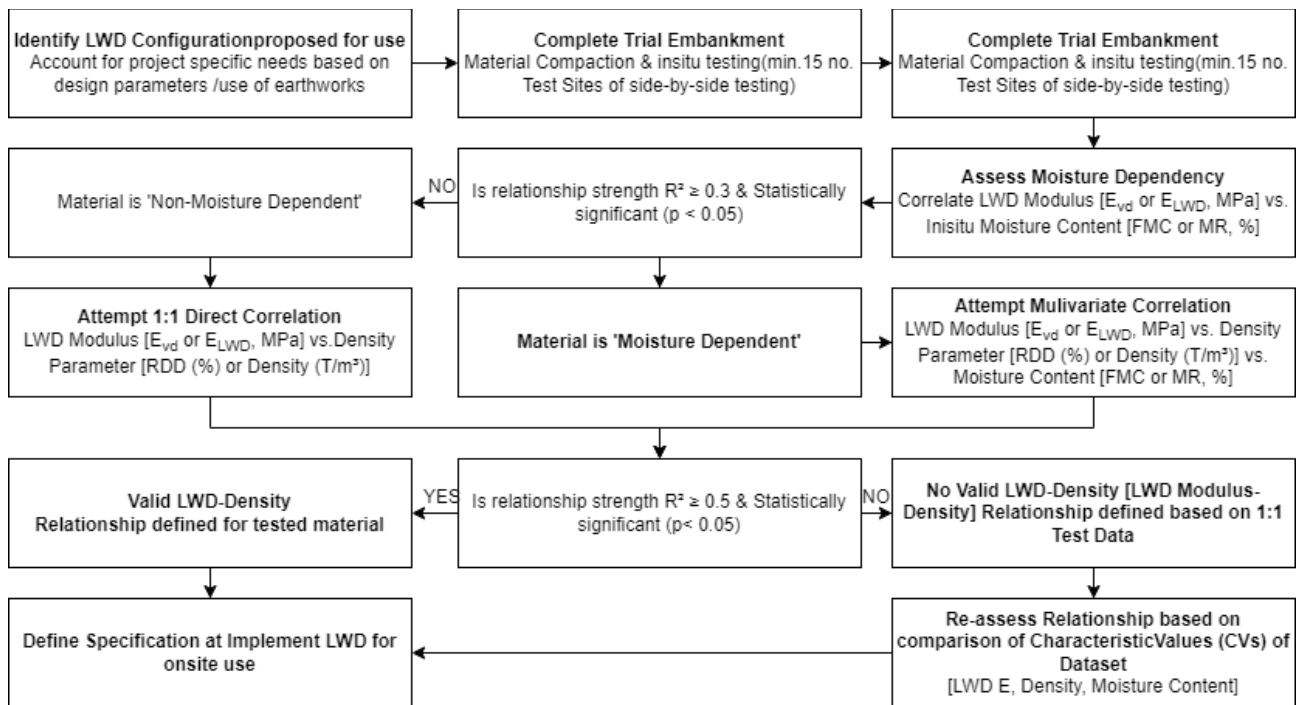 Identify LWD Configurationproposed for use
Account for project specific needs based on
design parameters /use of earthworks
Complete Trial Embankment
Material Compaction & insitu testing(min.15 no.
Test Sites of side-by-side testing)
Complete Trial Embankment
Material Compaction & insitu testing(min.15 no.
Test Sites of side-by-side testing)
Assess Moisture Dependency
Correlate LWD Modulus [Evd or ELWD, MPa] vs.
Inisitu Moisture Content [FMC or MR, %]
Is relationship strength R² ≥ 0.3 & Statistically
significant (p < 0.05)
NO
Material is 'Non-Moisture Dependent'
Attempt 1:1 Direct Correlation
LWD Modulus [Evd or ELWD, MPa] vs.Density
Parameter [RDD (%) or Density (T/m³)]
Material is 'Moisture Dependent'
Attempt Mulivariate Correlation
LWD Modulus [Evd or ELWD, MPa] vs. Density
Parameter [RDD (%) or Density (T/m³)] vs.
Moisture Content [FMC or MR, %]
Valid LWD-Density
Relationship defined for tested material
YES
Is relationship strength R² ≥ 0.5 & Statistically
significant (p< 0.05)
NO
No Valid LWD-Density [LWD Modulus-
Density] Relationship defined based on 1:1
Test Data
Define Specification at Implement LWD for
onsite use
Re-assess Relationship based on
comparison of CharacteristicValues (CVs) of
Dataset
[LWD E, Density, Moisture Content]